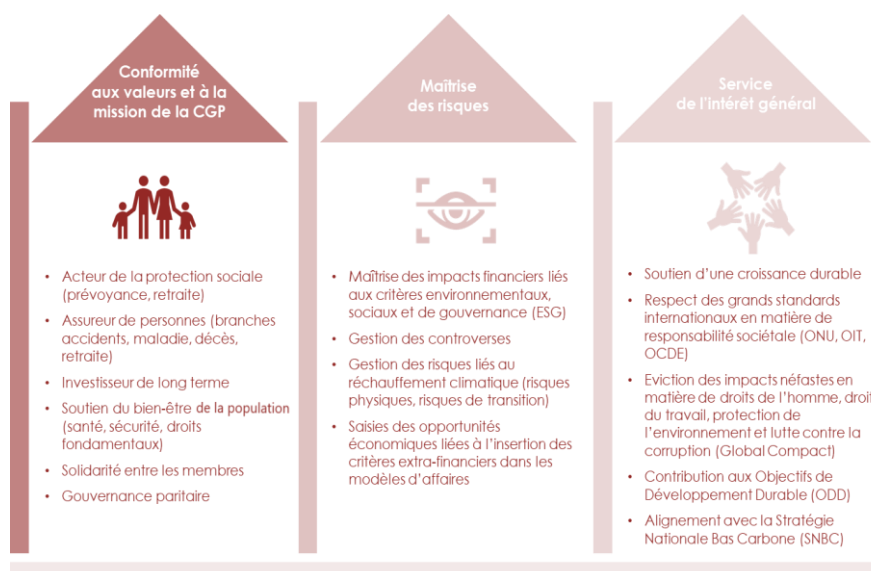 Conformité
aux valeurs et à la
mission de la CGP
• Acteur de la protection sociale
(prévoyance, retraite)
• Assureur de personnes (branches
accidents, maladie, décès,
retraite)
• Investisseur de long terme
• Soutien du bien-être de la population
(santé, sécurité, droits
fondamentaux)
• Solidarité entre les membres
• Gouvernance paritaire
Maîtrise
des risques
• Maîtrise des impacts financiers liés
aux critères environnementaux,
sociaux et de gouvernance (ESG)
• Gestion des controverses
• Gestion des risques liés au
réchauffement climatique (risques
physiques, risques de transition)
• Saisies des opportunités
économiques liées à l'insertion des
critères extra-financiers dans les
modèles d'affaires
Service
de l'intérêt général
• Soutien d'une croissance durable
• Respect des grands standards
internationaux en matière de
responsabilité sociétale (ONU, OIT,
OCDE)
• Eviction des impacts néfastes en
matière de droits de l'homme, droit
du travail, protection de
l'environnement et lutte contre la
corruption (Global Compact)
• Contribution aux Objectifs de
Développement Durable (ODD)
• Alignement avec la Stratégie
Nationale Bas Carbone (SNBC)